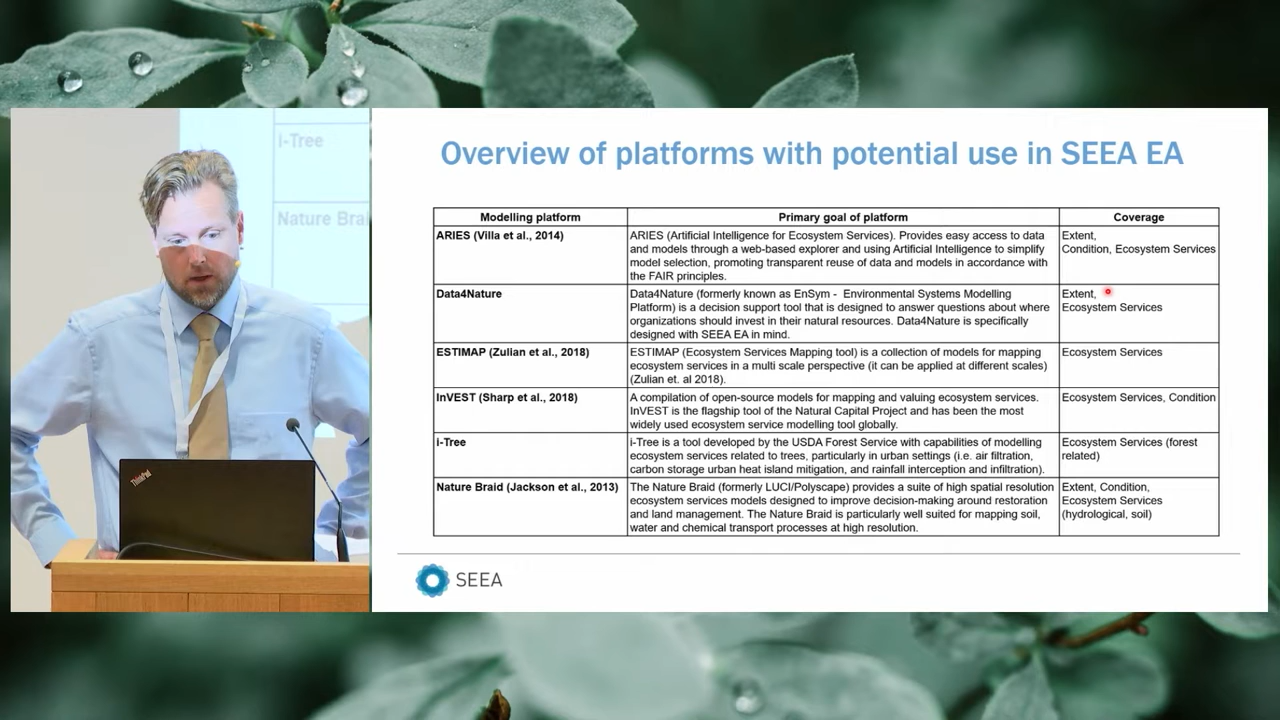 i-Tree
Nature Brai
ThinkPad
Overview of platforms with potential use in SEEA EA
Modelling platform
Primary goal of platform
Coverage
ARIES (Villa et al., 2014)
ARIES (Artificial Intelligence for Ecosystem Services). Provides easy access to data
and models through a web-based explorer and using Artificial Intelligence to simplify
model selection, promoting transparent reuse of data and models in accordance with
the FAIR principles.
Extent,
Condition, Ecosystem Services
Data4Nature
Data4Nature (formerly known as EnSym - Environmental Systems Modelling
Platform) is a decision support tool that is designed to answer questions about where
organizations should invest in their natural resources. Data4Nature is specifically
designed with SEEA EA in mind.
Extent,
Ecosystem Services
ESTIMAP (Zulian et al., 2018)
ESTIMAP (Ecosystem Services Mapping tool) is a collection of models for mapping
ecosystem services in a multi scale perspective (it can be applied at different scales)
(Zulian et. al 2018).
Ecosystem Services
InVEST (Sharp et al., 2018)
A compilation of open-source models for mapping and valuing ecosystem services.
InVEST is the flagship tool of the Natural Capital Project and has been the most
widely used ecosystem service modelling tool globally.
Ecosystem Services, Condition
i-Tree
i-Tree is a tool developed by the USDA Forest Service with capabilities of modelling
ecosystem services related to trees, particularly in urban settings (i.e. air filtration,
carbon storage urban heat island mitigation, and rainfall interception and infiltration).
Ecosystem Services (forest
related)
Nature Braid (Jackson et al., 2013)
The Nature Braid (formerly LUCI/Polyscape) provides a suite of high spatial resolution
ecosystem services models designed to improve decision-making around restoration
and land management. The Nature Braid is particularly well suited for mapping soil,
water and chemical transport processes at high resolution.
Extent, Condition,
Ecosystem Services
(hydrological, soil)
SEEA